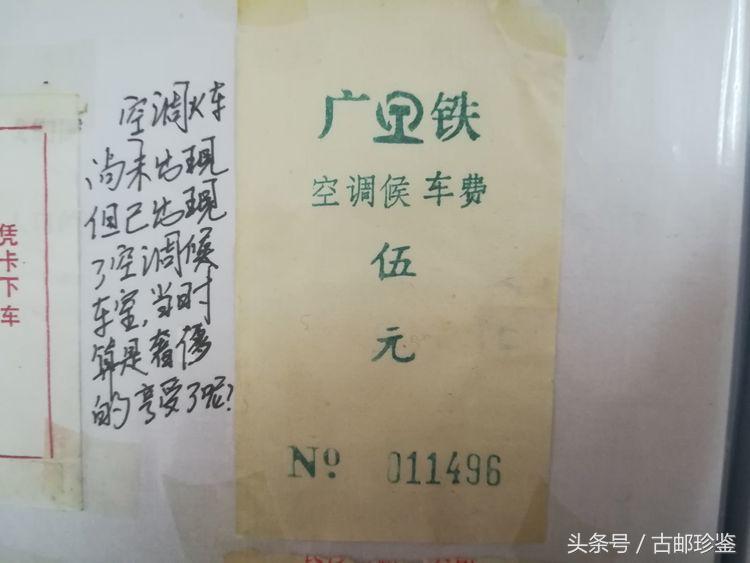 凭卡下车
空调火车
尚未出现
但已出现
了空调候
车室，当时
算是奢侈
的享受了呢？
广 铁
空调候车费
伍
元
No 011496
头条号 / 古邮珍鉴